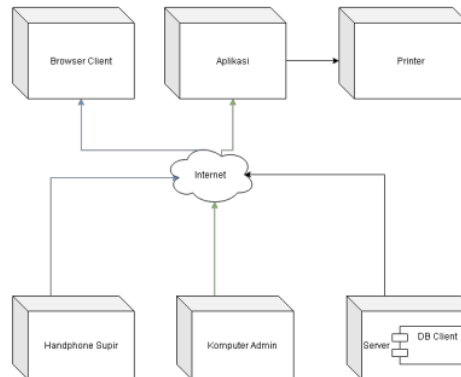 Browser Client
Aplikasi
Printer
Internet
Handphone Supir
Komputer Admin
Server
DB Client